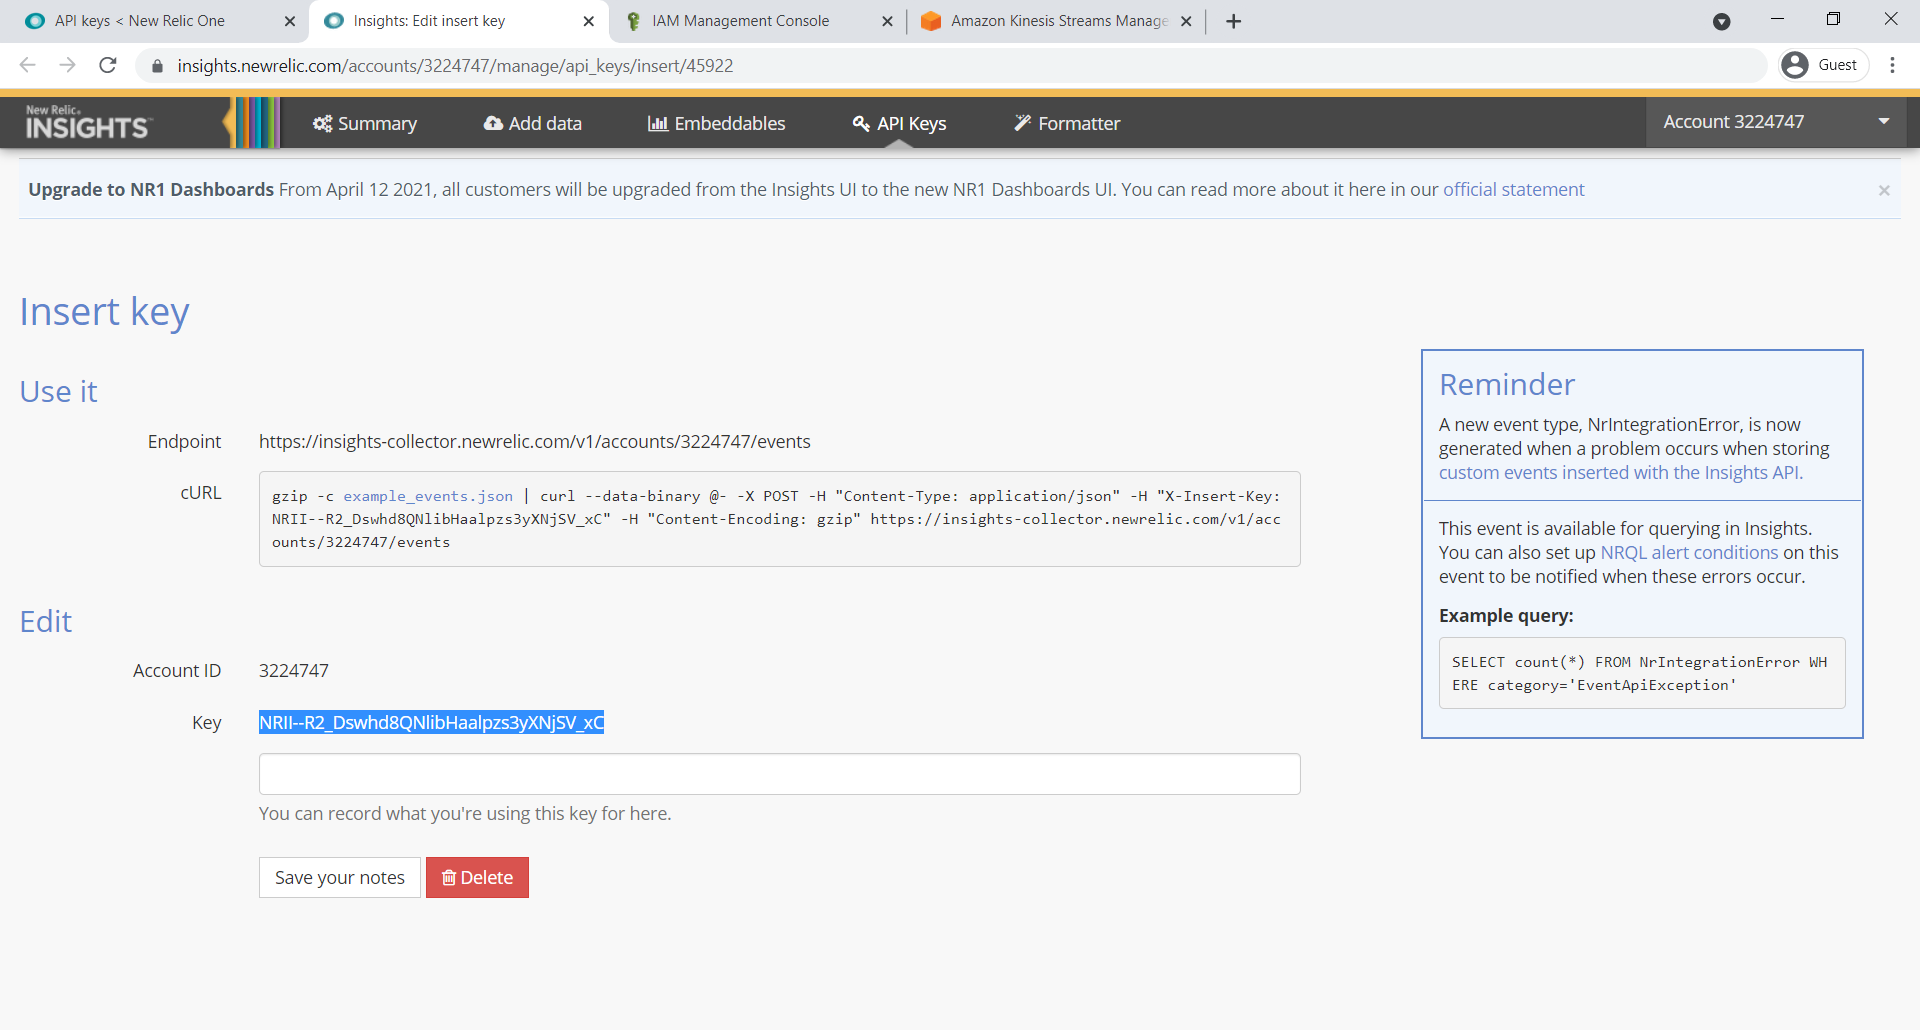 API keys < New Relic One
Insights: Edit insert key
IAM Management Console
Amazon Kinesis Streams Manage
insights.newrelic.com/accounts/3224747/manage/api_keys/insert/45922
Guest
New Relic.
INSIGHTS
Summary
Add data
Embeddables
API Keys
Formatter
Account 3224747
Upgrade to NR1 Dashboards From April 12 2021, all customers will be upgraded from the Insights UI to the new NR1 Dashboards UI. You can read more about it here in our official statement
Insert key
Use it
Endpoint https://insights-collector.newrelic.com/v1/accounts/3224747/events
cURL
gzip -c example_events.json | curl --data-binary @- -X POST -H "Content-Type: application/json" -H "X-Insert-Key:
NRII--R2_Dswhd8QNlibHaalpzs3yXNjSV_xC" -H "Content-Encoding: gzip" https://insights-collector.newrelic.com/v1/acc
ounts/3224747/events
Edit
Account ID 3224747
Key NRII--R2_Dswhd8QNlibHaalpzs3yXNjSV_xC
You can record what you're using this key for here.
Save your notes
Delete
Reminder
A new event type, NrIntegrationError, is now
generated when a problem occurs when storing
custom events inserted with the Insights API.
This event is available for querying in Insights.
You can also set up NRQL alert conditions on this
event to be notified when these errors occur.
Example query:
SELECT count(*) FROM NrIntegrationError WH
ERE category='EventApiException'